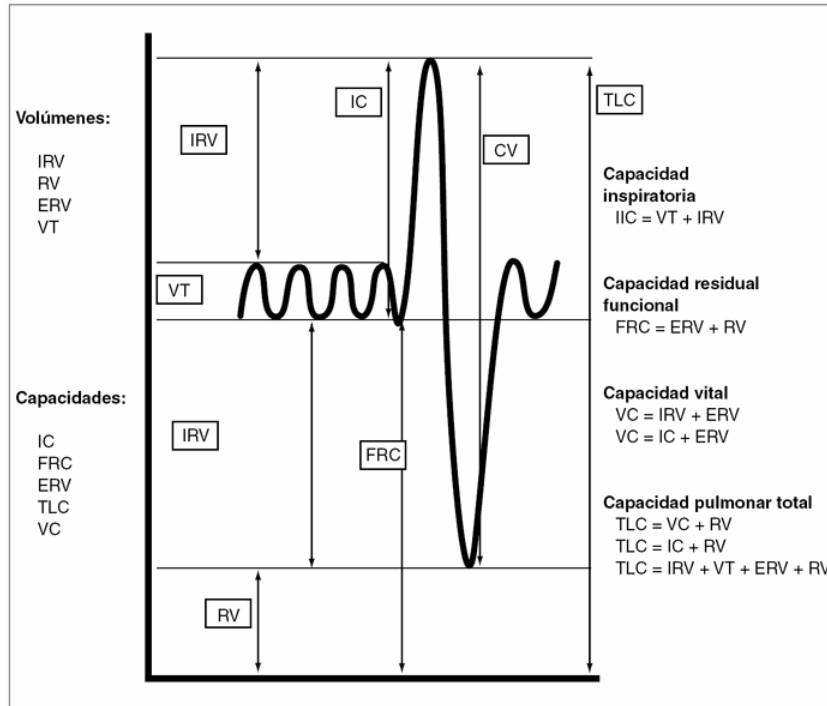 Volúmenes:
IRV
RV
ERV
VT
Capacidades:
IC
FRC
ERV
TLC
VC
IRV
IC
CV
TLC
VT
IRV
FRC
RV
Capacidad
inspiratoria
IIC = VT + IRV
Capacidad residual
funcional
FRC = ERV + RV
Capacidad vital
VC = IRV + ERV
VC = IC + ERV
Capacidad pulmonar total
TLC = VC + RV
TLC = IC + RV
TLC = IRV + VT + ERV + RV